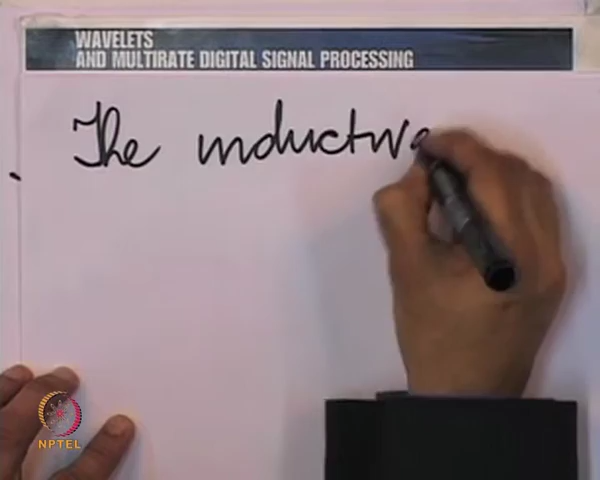 WAVELETS
AND MULTIRATE DIGITAL SIGNAL PROCESSING
The inductive
NPTEL